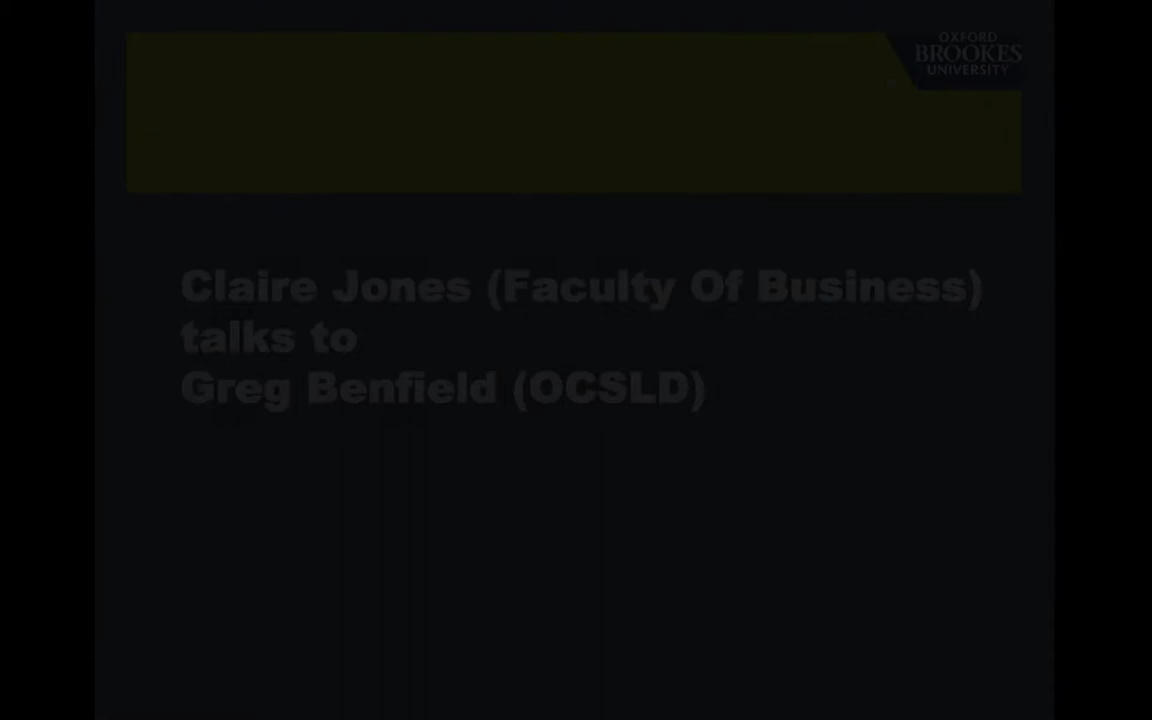 OXFORD
BROOKES
UNIVERSITY
Claire Jones (Faculty Of Business)
talks to
Greg Benfield (OCSLD)